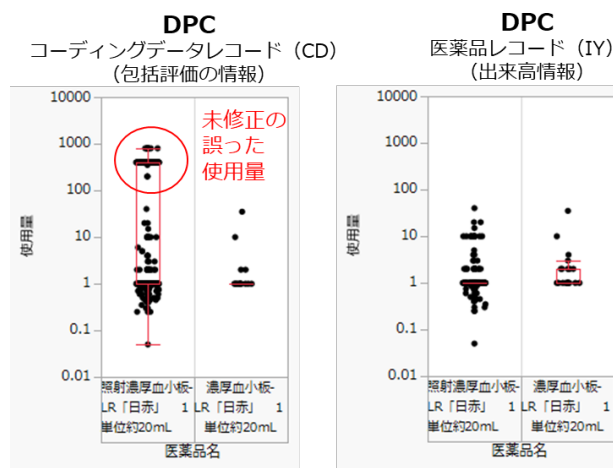 DPC
コーディングデータレコード（CD）
（包括評価の情報）
10000
1000
100
10
1
0.1
0.01
使用量
未修正の
誤った
使用量
照射濃厚血小板-
LR「日赤」 1
単位約20mL
濃厚血小板-
LR「日赤」 1
単位約20mL
医薬品名
DPC
医薬品レコード（IY）
（出来高情報）
10000
1000
100
10
1
0.1
0.01
使用量
照射濃厚血小板-
LR「日赤」 1
単位約20mL
濃厚血小板-
LR「日赤」 1
単位約20mL
医薬品名